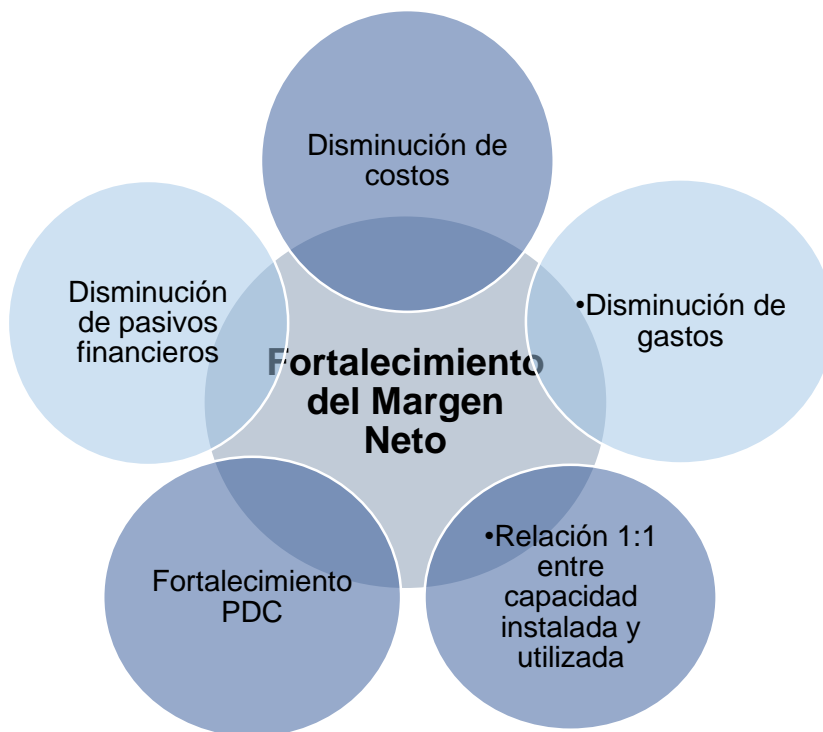 Disminución de
costos
Disminución
de pasivos
financieros
•Disminución de
gastos
Fortalecimiento
del Margen
Neto
Fortalecimiento
PDC
•Relación 1:1
entre
capacidad
instalada y
utilizada